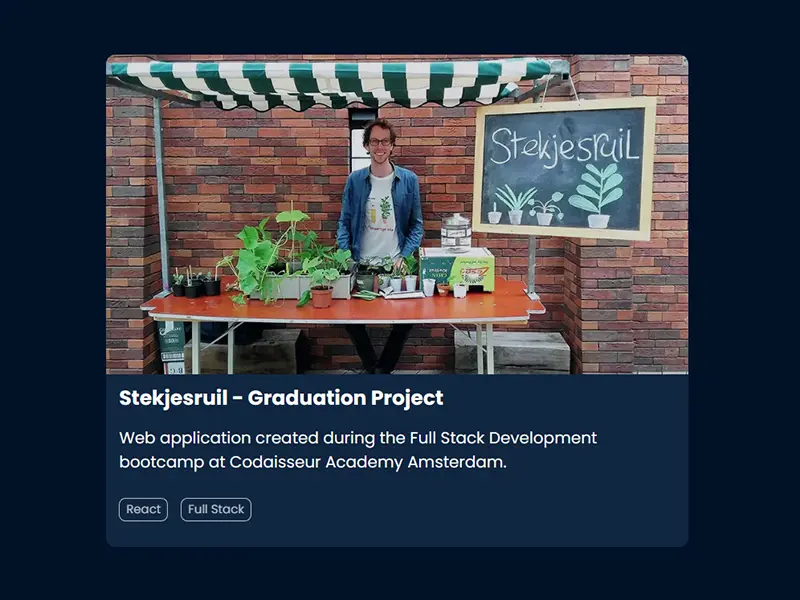 Stekjesruil
Stekjesruil - Graduation Project
Web application created during the Full Stack Development
bootcamp at Codaisseur Academy Amsterdam.
React
Full Stack